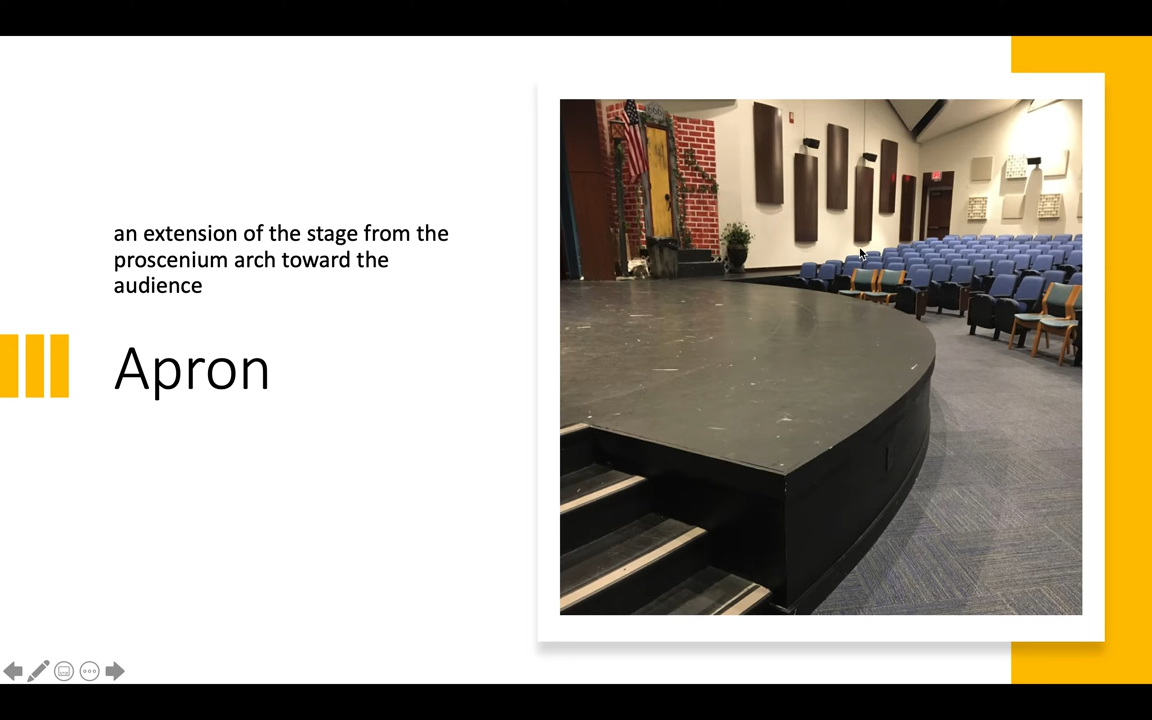 an extension of the stage from the
proscenium arch toward the
audience
Apron